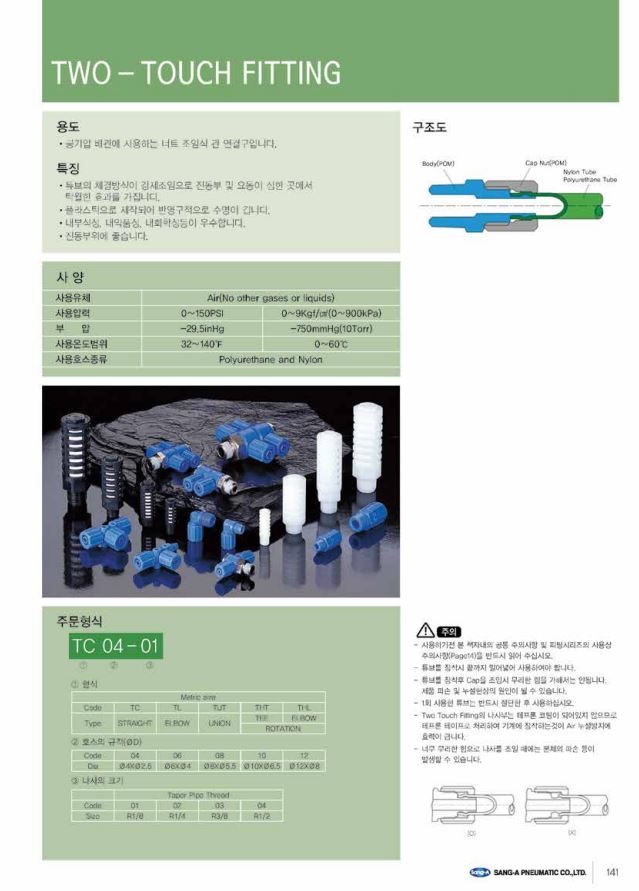 TWO – TOUCH FITTING
용도
• 공기압 배관에 사용하는 너트 조임식 관 연결구입니다.
특징
• 튜브의 체결방식이 강제조임으로 진동부 및 요동이 심한 곳에서
탁월한 효과를 가집니다.
• 플라스틱으로 제작되어 반영구적으로 수명이 깁니다.
• 내부식성, 내약품성, 내화학성등이 우수합니다.
• 진동부위에 좋습니다.
구조도
Body(POM)
Cap Nut(POM)
Nylon Tube
Polyurethane Tube
사 양
사용유체 Air(No other gases or liquids)
사용압력 0~150PSI 0~9Kgf/㎠(0~900kPa)
부 압 -29.5inHg -750mmHg(10Torr)
사용온도범위 32~140℉ 0~60℃
사용호스종류 Polyurethane and Nylon
주문형식
TC 04 – 01
① ② ③
① 형식
Metric size
Code TC TL TUT THT THL
Type STRAIGHT ELBOW UNION TEE ELBOW
ROTATION
② 호스의 규격(ØD)
Code 04 06 08 10 12
Dia Ø4XØ2.5 Ø6XØ4 Ø8XØ5.5 Ø10XØ6.5 Ø12XØ8
③ 나사의 크기
Taper Pipe Thread
Code 01 02 03 04
Size R1/8 R1/4 R3/8 R1/2
주의
- 사용하기전 본 책자내의 공통 주의사항 및 피팅시리즈의 사용상
주의사항(Page14)을 반드시 읽어 주십시오.
- 튜브를 장착시 끝까지 밀어넣어 사용하여야 합니다.
- 튜브를 장착후 Cap을 조임시 무리한 힘을 가해서는 안됩니다.
제품 파손 및 누설현상의 원인이 될 수 있습니다.
- 1회 사용한 튜브는 반드시 절단한 후 사용하십시오.
- Two Touch Fitting의 나사부는 테프론 코팅이 되어있지 않으므로
테프론 테이프로 처리하여 기계에 장착하는것이 Air 누설방지에
효력이 큽니다.
- 너무 무리한 힘으로 나사를 조일 때에는 본체의 파손 등이
발생할 수 있습니다.
(O) (X)
Sang-A SANG-A PNEUMATIC CO.,LTD. 141